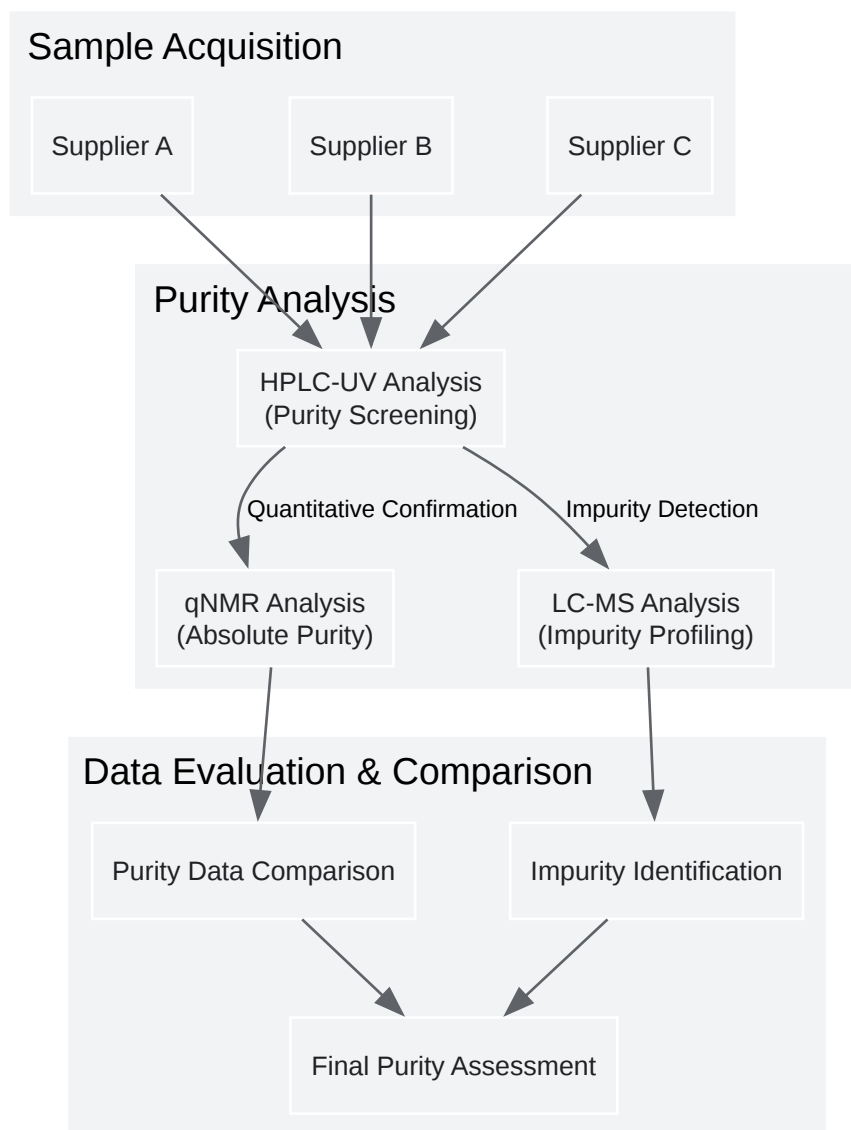 Sample Acquisition
Supplier A
Supplier B
Supplier C
Purity Analysis
HPLC-UV Analysis
(Purity Screening)
Quantitative Confirmation
Impurity Detection
qNMR Analysis
(Absolute Purity)
LC-MS Analysis
(Impurity Profiling)
Data Evaluation & Comparison
Purity Data Comparison
Impurity Identification
Final Purity Assessment